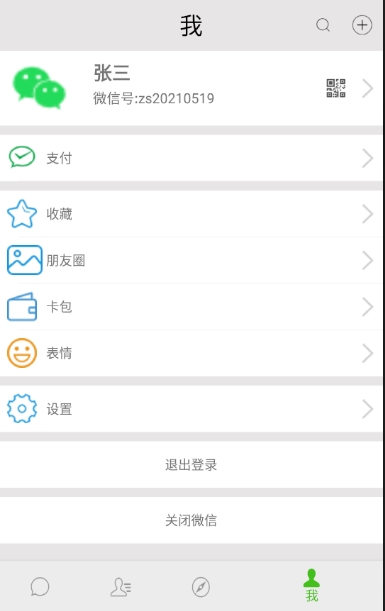 我
张三
微信号:zs20210519
支付
收藏
朋友圈
卡包
表情
设置
退出登录
关闭微信
我